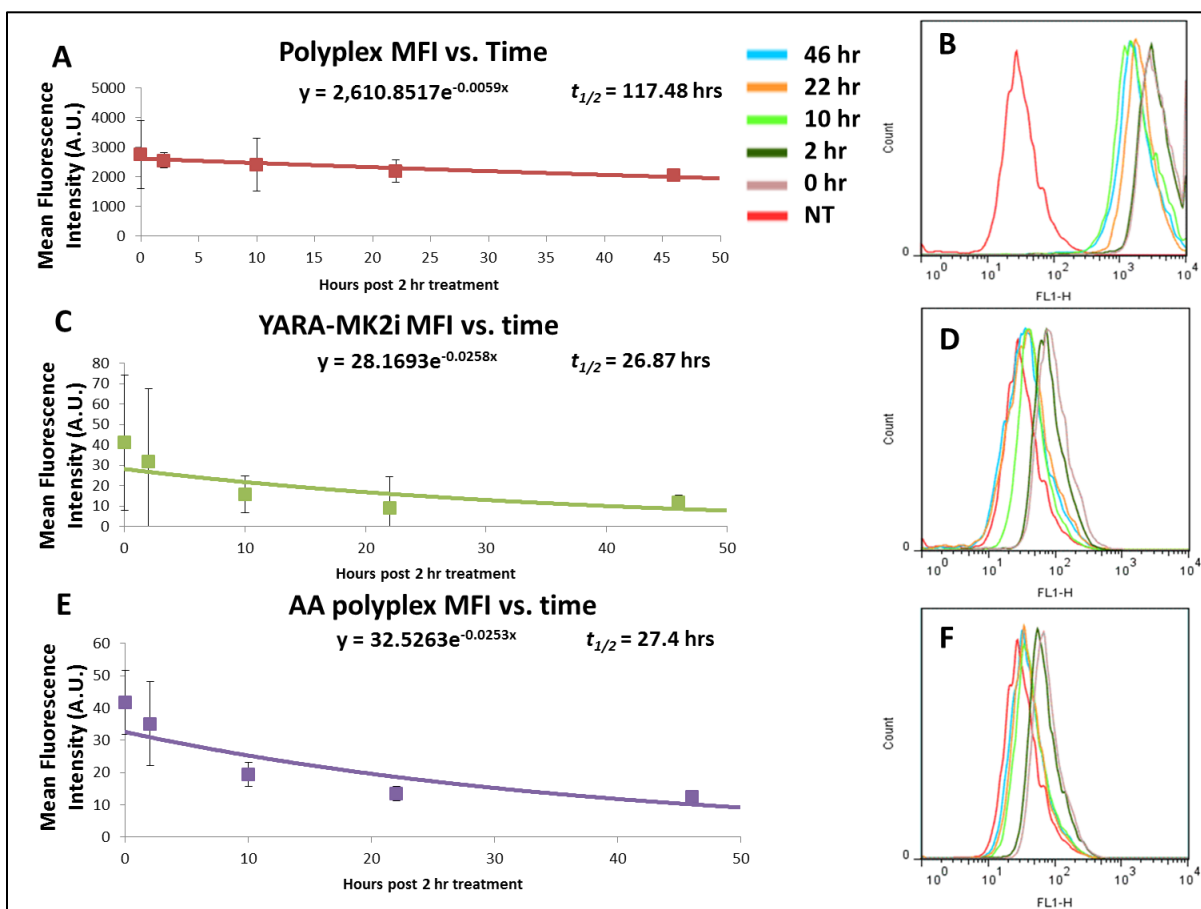 A
Polyplex MFI vs. Time
y = 2,610.8517e^-0.0059x
t1/2 = 117.48 hrs
Mean Fluorescence
Intensity (A.U.)
5000
4000
3000
2000
1000
0
0 5 10 15 20 25 30 35 40 45 50
Hours post 2 hr treatment
46 hr
22 hr
10 hr
2 hr
0 hr
NT
B
Count
0
10^0 10^1 10^2 10^3 10^4
FL1-H
C
YARA-MK2i MFI vs. time
y = 28.1693e^-0.0258x
t1/2 = 26.87 hrs
Mean Fluorescence
Intensity (A.U.)
80
70
60
50
40
30
20
10
0
0 10 20 30 40 50
Hours post 2 hr treatment
D
Count
0
10^0 10^1 10^2 10^3 10^4
FL1-H
E
AA polyplex MFI vs. time
y = 32.5263e^-0.0253x
t1/2 = 27.4 hrs
Mean Fluorescence
Intensity (A.U.)
60
50
40
30
20
10
0
0 10 20 30 40 50
Hours post 2 hr treatment
F
Count
0
10^0 10^1 10^2 10^3 10^4
FL1-H